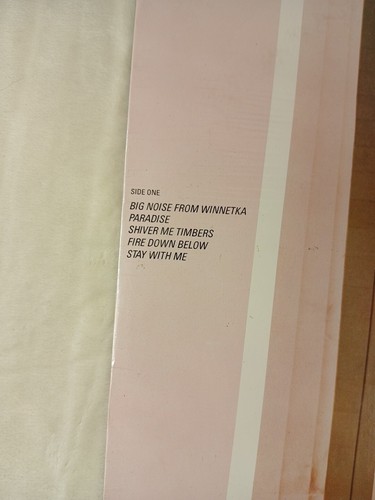 SIDE ONE
BIG NOISE FROM WINNETKA
PARADISE
SHIVER ME TIMBERS
FIRE DOWN BELOW
STAY WITH ME